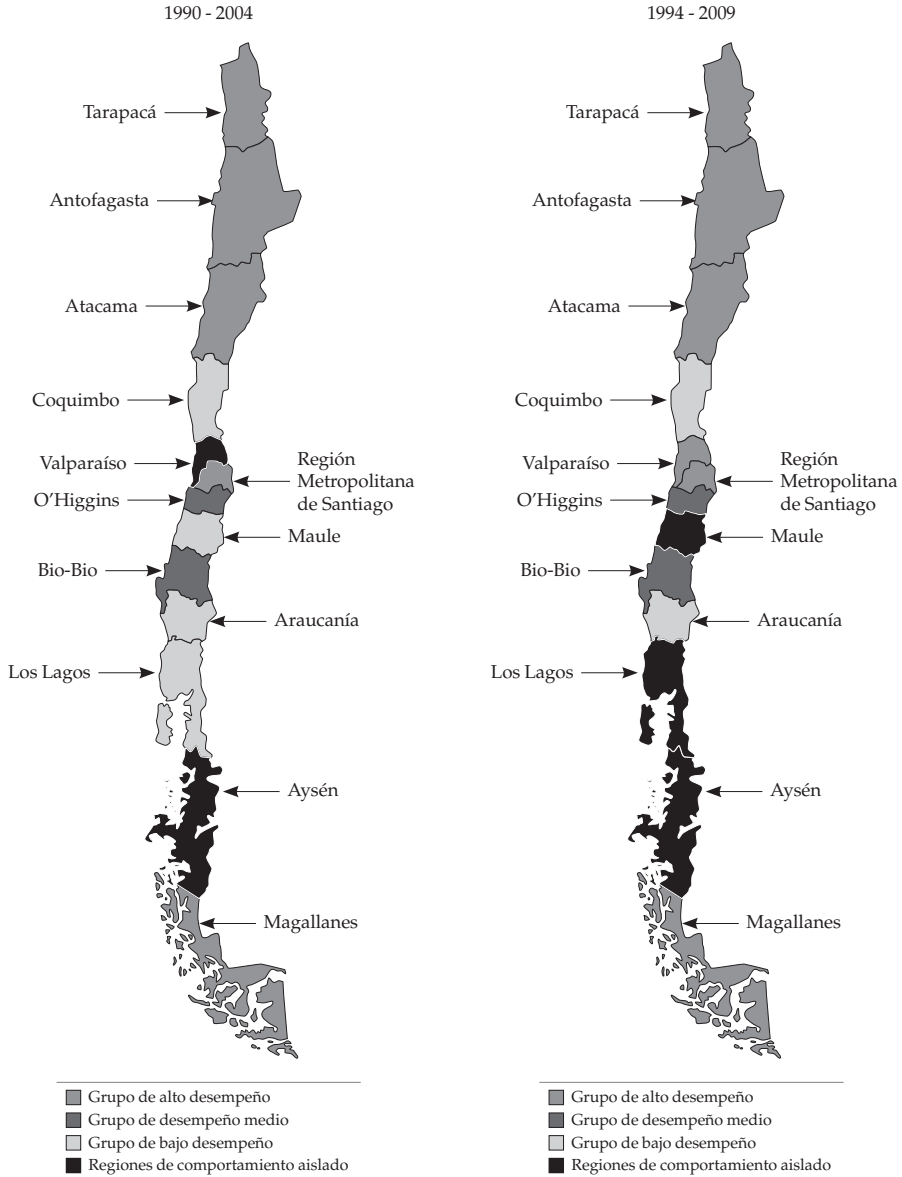 1990 - 2004
Tarapacá
Antofagasta
Atacama
Coquimbo
Valparaíso
Región
Metropolitana
de Santiago
O'Higgins
Maule
Bio-Bio
Araucanía
Los Lagos
Aysén
Magallanes
Grupo de alto desempeño
Grupo de desempeño medio
Grupo de bajo desempeño
Regiones de comportamiento aislado
1994 - 2009
Tarapacá
Antofagasta
Atacama
Coquimbo
Valparaíso
Región
Metropolitana
de Santiago
O'Higgins
Maule
Bio-Bio
Araucanía
Los Lagos
Aysén
Magallanes
Grupo de alto desempeño
Grupo de desempeño medio
Grupo de bajo desempeño
Regiones de comportamiento aislado